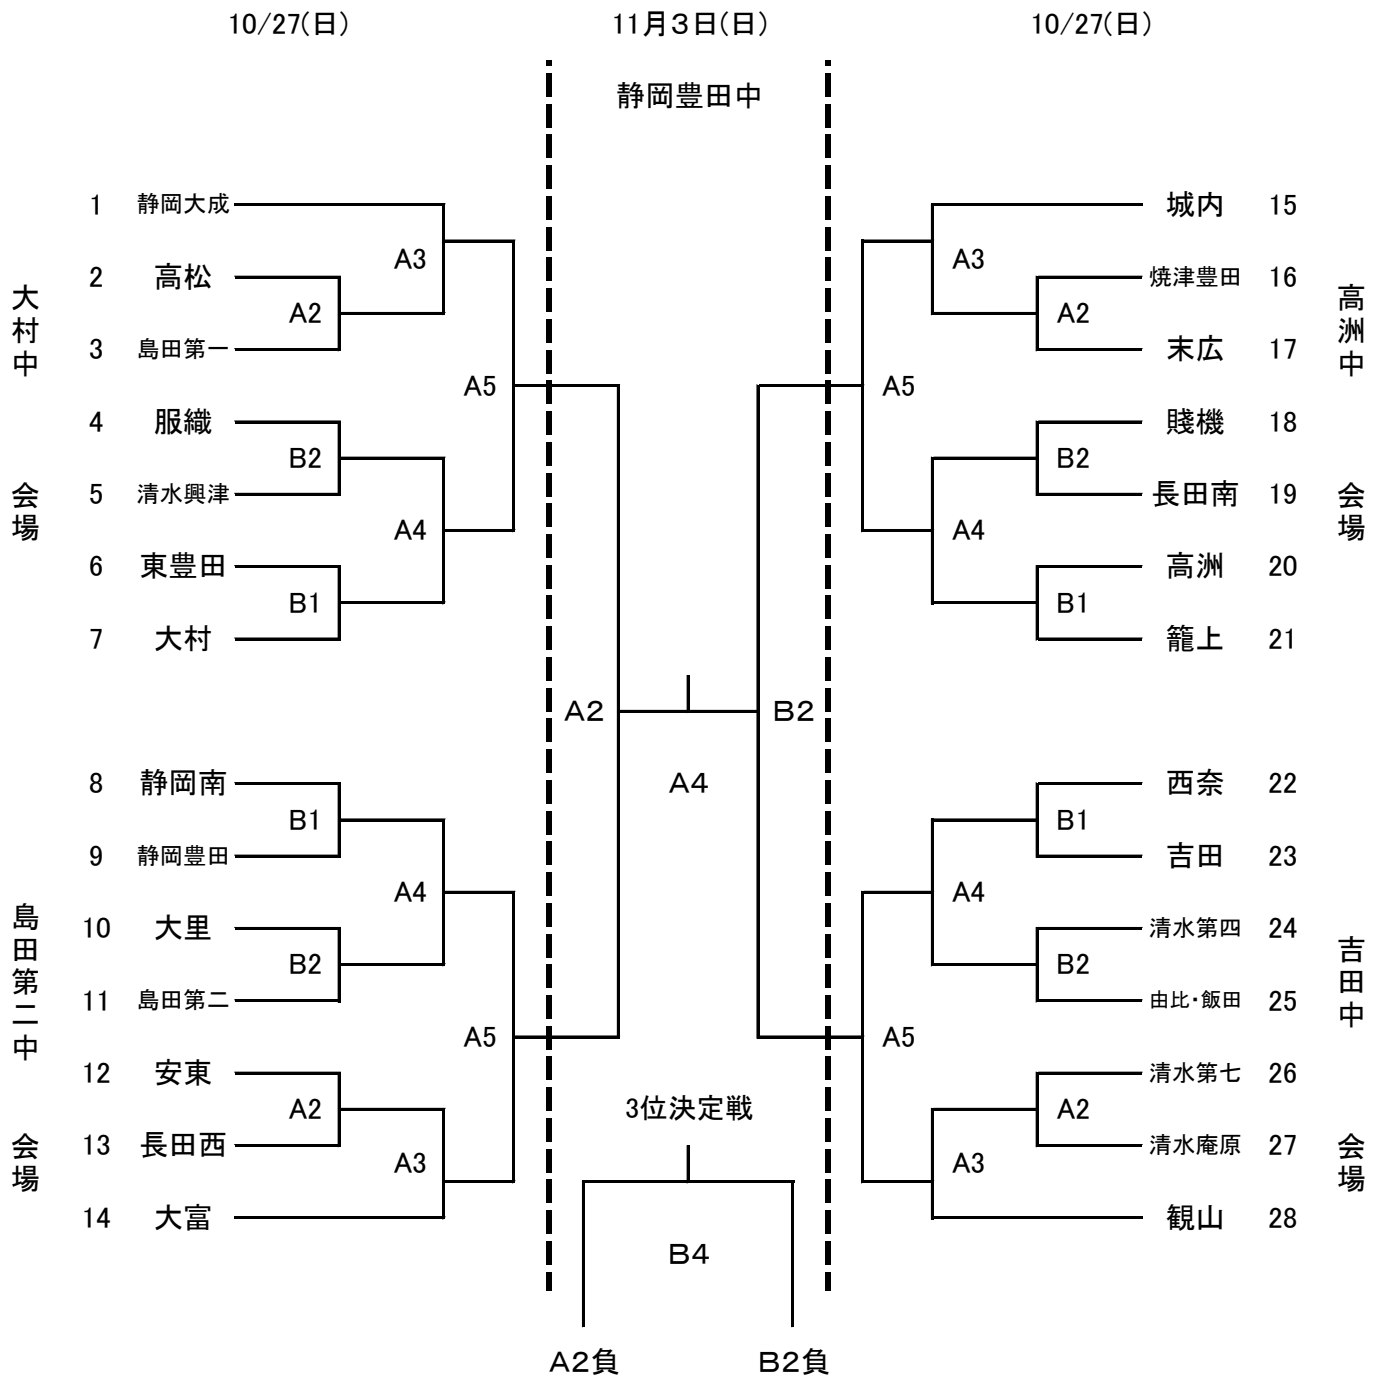 10/27(日)
11月３日(日)
10/27(日)
静岡豊田中
大村中
会場
1 静岡大成
2 高松
3 島田第一
4 服織
5 清水興津
6 東豊田
7 大村
A3
A2
A5
B2
A4
B1
島田第二中
会場
8 静岡南
9 静岡豊田
10 大里
11 島田第二
12 安東
13 長田西
14 大富
B1
A4
B2
A5
A2
A3
A2
B2
A4
3位決定戦
B4
A2負
B2負
城内 15
焼津豊田 16
末広 17
賤機 18
長田南 19
高洲 20
籠上 21
A3
A2
A5
B2
A4
B1
高洲中
会場
西奈 22
吉田 23
清水第四 24
由比・飯田 25
清水第七 26
清水庵原 27
観山 28
B1
A4
B2
A5
A2
A3
吉田中
会場